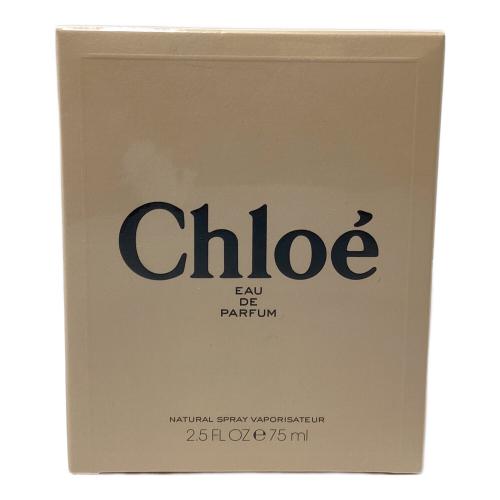 Chloé
EAU
DE
PARFUM
NATURAL SPRAY VAPORISATEUR
2.5 FL OZ ℮ 75 ml